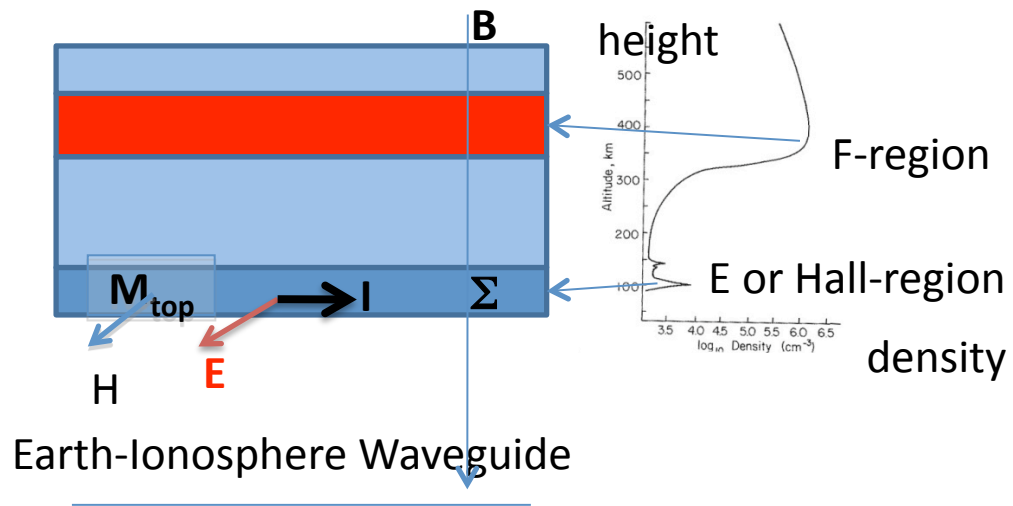 B
height
500
400
300
200
100
Altitude, km
F-region
E or Hall-region
density
3.5 4.0 4.5 5.0 5.5 6.0 6.5
log₁₀ Density (cm⁻³)
M_top
I
Σ
E
H
Earth-Ionosphere Waveguide